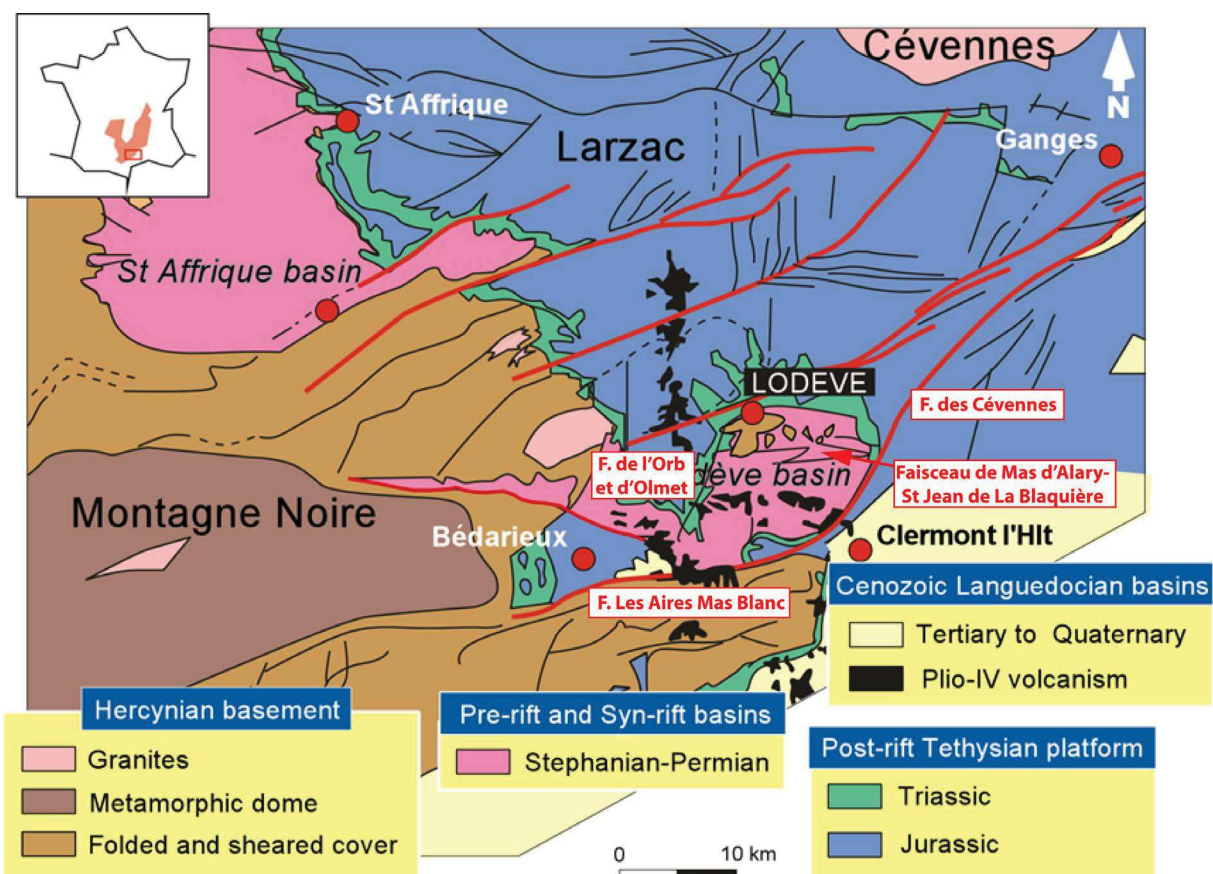 Cévennes
N
St Affrique
Larzac
Ganges
St Affrique basin
LODEVE
F. des Cévennes
F. de l'Orb
et d'Olmet
dève basin
Faisceau de Mas d'Alary-
St Jean de La Blaquière
Montagne Noire
Bédarieux
Clermont l'Hlt
F. Les Aires Mas Blanc
Cenozoic Languedocian basins
Tertiary to Quaternary
Plio-IV volcanism
Hercynian basement
Granites
Metamorphic dome
Folded and sheared cover
Pre-rift and Syn-rift basins
Stephanian-Permian
Post-rift Tethysian platform
Triassic
Jurassic
0 10 km